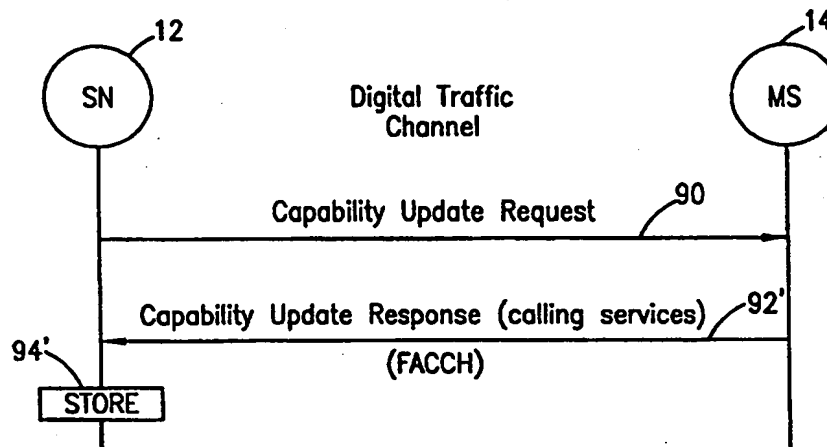 12
14
SN
Digital Traffic
Channel
MS
Capability Update Request
90
Capability Update Response (calling services)
92'
(FACCH)
94'
STORE